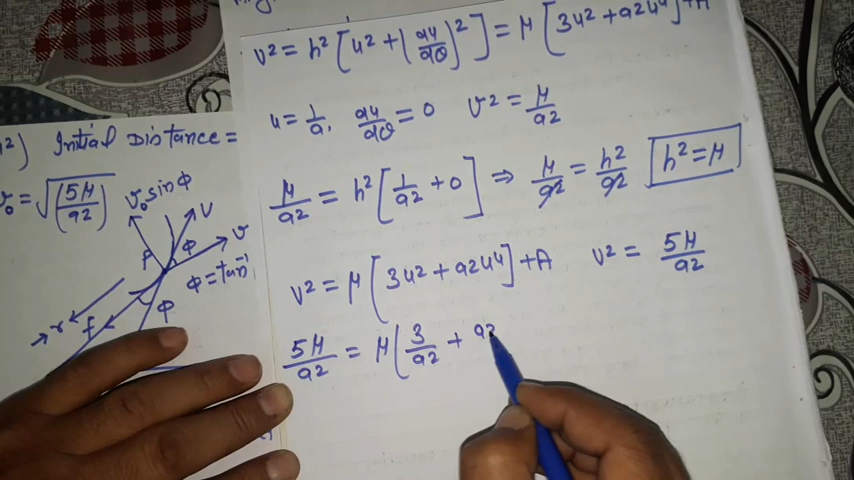 v² = h² [u² + (du/dθ)²] = μ [3u² + a²u⁴] + A
u = 1/a, du/dθ = 0 v² = μ/a²
μ/a² = h² [1/a² + 0] ⇒ μ/a² = h²/a² h² = μ
v² = μ [3u² + a²u⁴] + A v² = 5μ/a²
5μ/a² = μ [3/a² + a²
Initial Distance =
v₀ = √(5μ/a²)
v₀ sin φ
V
v
φ
P
φ = tan⁻¹
r
f
φ